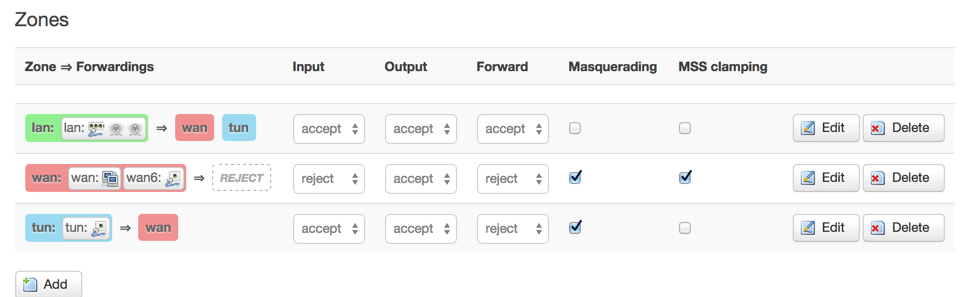 Zones
Zone ⇒ Forwardings Input Output Forward Masquerading MSS clamping
lan: lan: ⇒ wan tun accept accept accept Edit Delete
wan: wan: wan6: ⇒ REJECT reject accept reject Edit Delete
tun: tun: ⇒ wan accept accept reject Edit Delete
Add